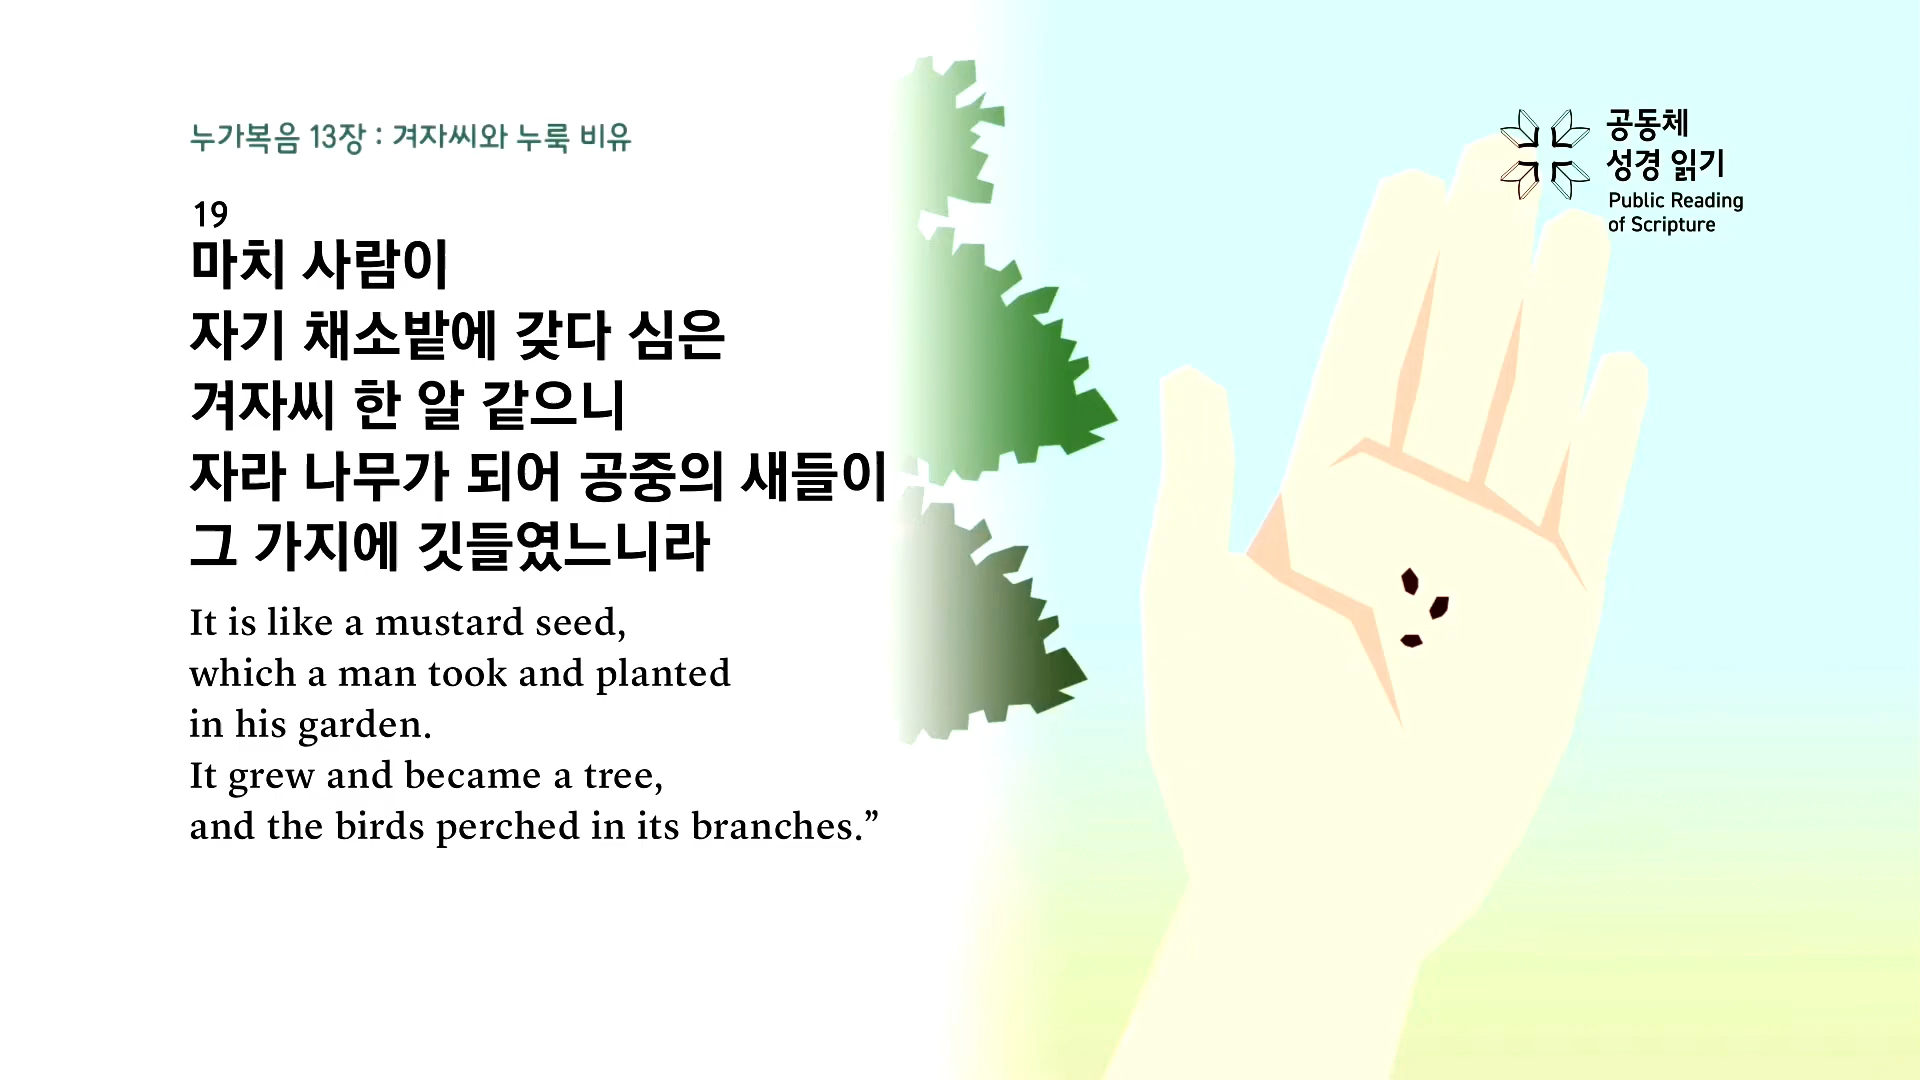 누가복음 13장 : 겨자씨와 누룩 비유
19
마치 사람이
자기 채소밭에 갖다 심은
겨자씨 한 알 같으니
자라 나무가 되어 공중의 새들이
그 가지에 깃들였느니라
It is like a mustard seed,
which a man took and planted
in his garden.
It grew and became a tree,
and the birds perched in its branches.”
공동체
성경 읽기
Public Reading
of Scripture